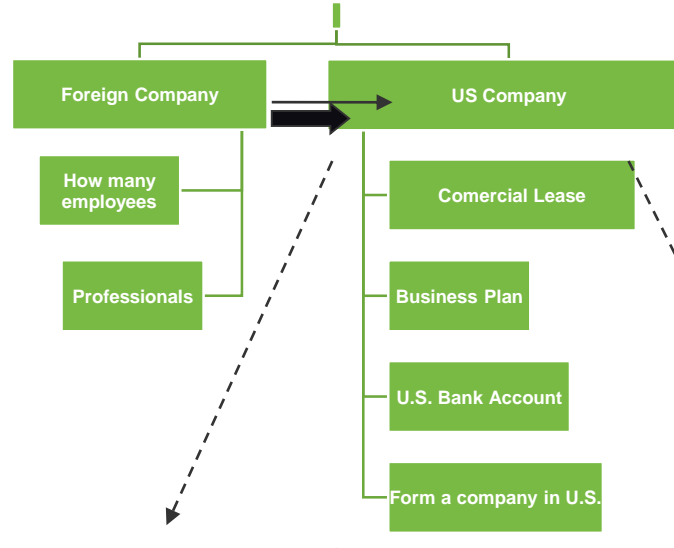 Foreign Company
US Company
How many
employees
Comercial Lease
Professionals
Business Plan
U.S. Bank Account
Form a company in U.S.